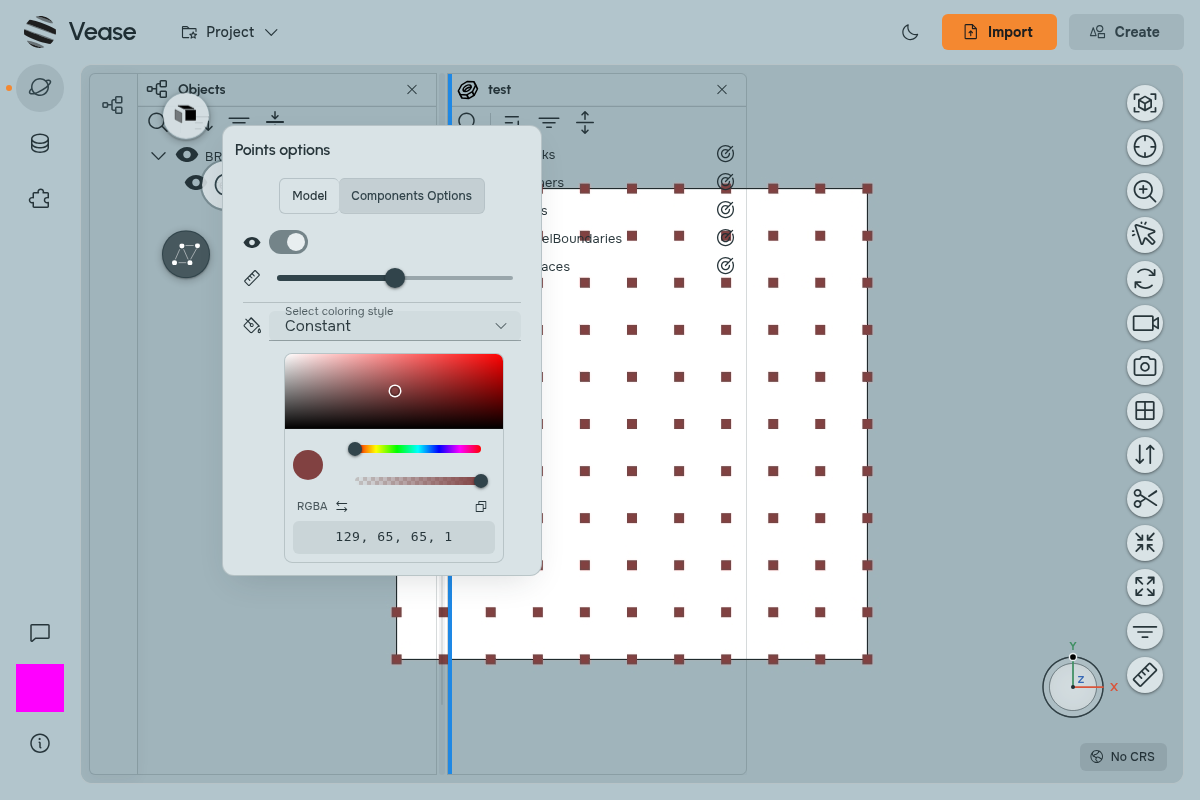 Vease
Project
Import
Create
Objects
test
BR
Points options
Model
Components Options
Select coloring style
Constant
RGBA
129, 65, 65, 1
ks
ers
s
elBoundaries
aces
Y
Z
X
No CRS